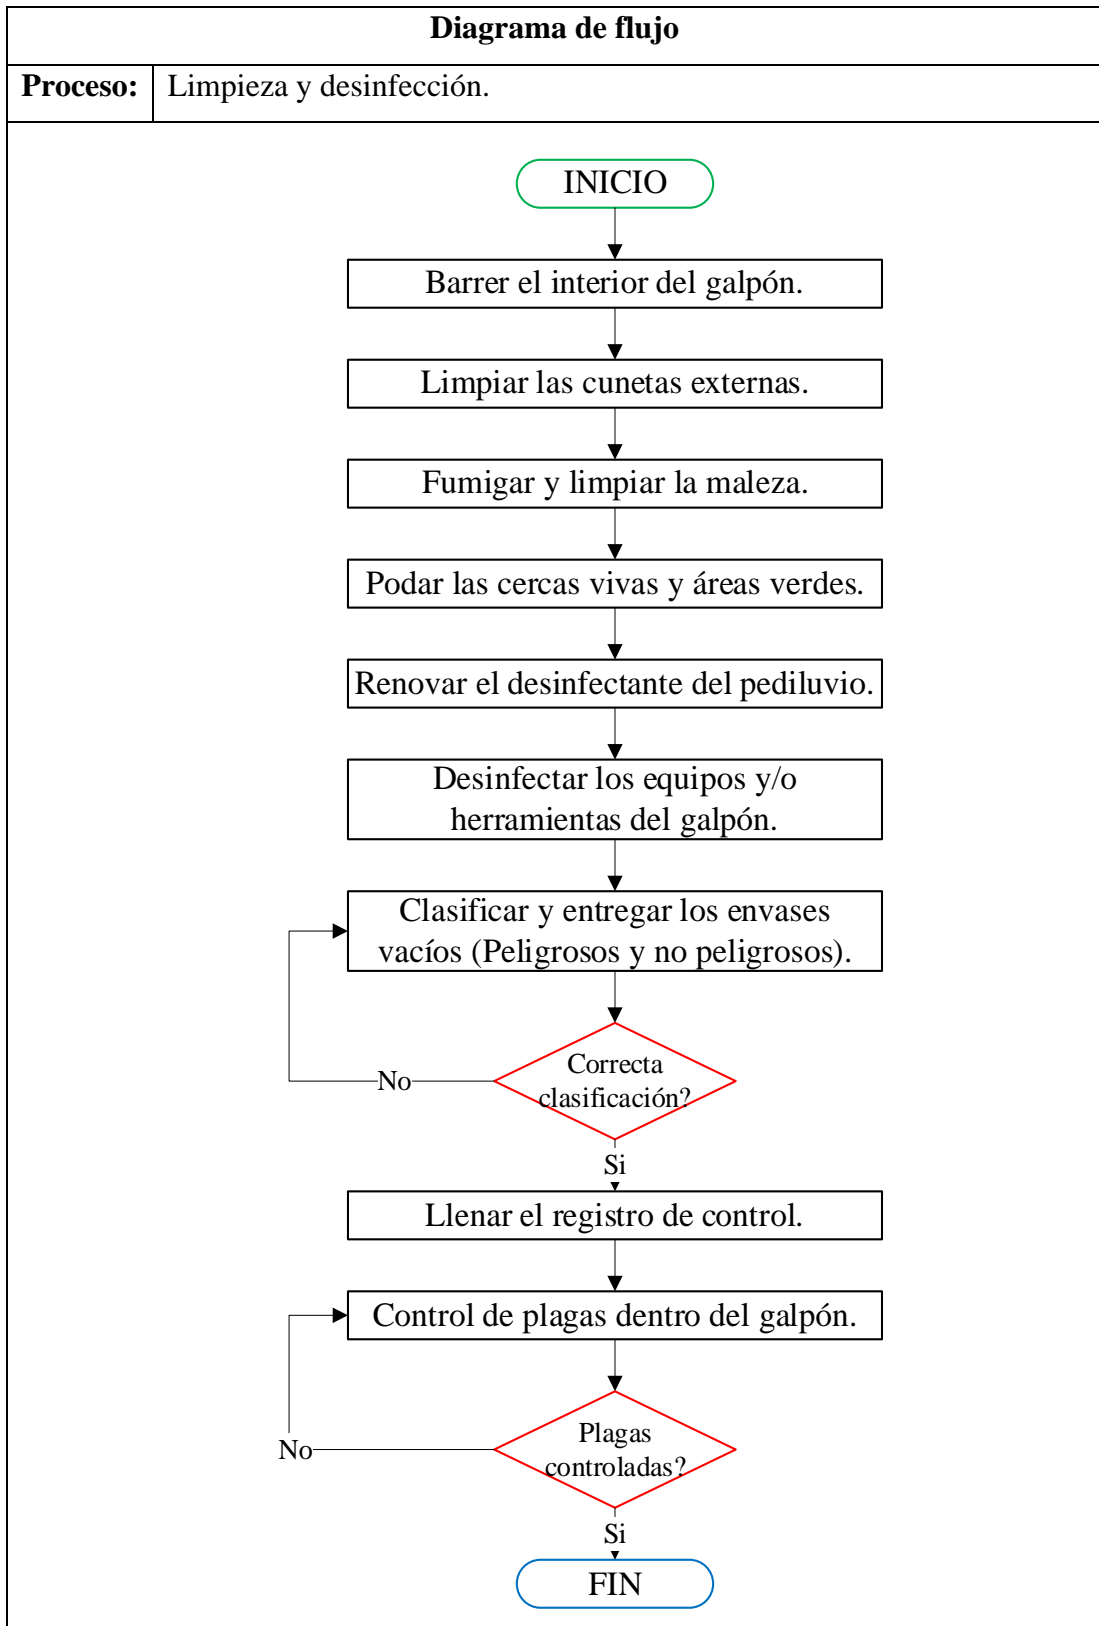 Diagrama de flujo
Proceso: Limpieza y desinfección.
INICIO
Barrer el interior del galpón.
Limpiar las cunetas externas.
Fumigar y limpiar la maleza.
Podar las cercas vivas y áreas verdes.
Renovar el desinfectante del pediluvio.
Desinfectar los equipos y/o
herramientas del galpón.
Clasificar y entregar los envases
vacíos (Peligrosos y no peligrosos).
Correcta
clasificación?
No
Si
Llenar el registro de control.
Control de plagas dentro del galpón.
Plagas
controladas?
No
Si
FIN